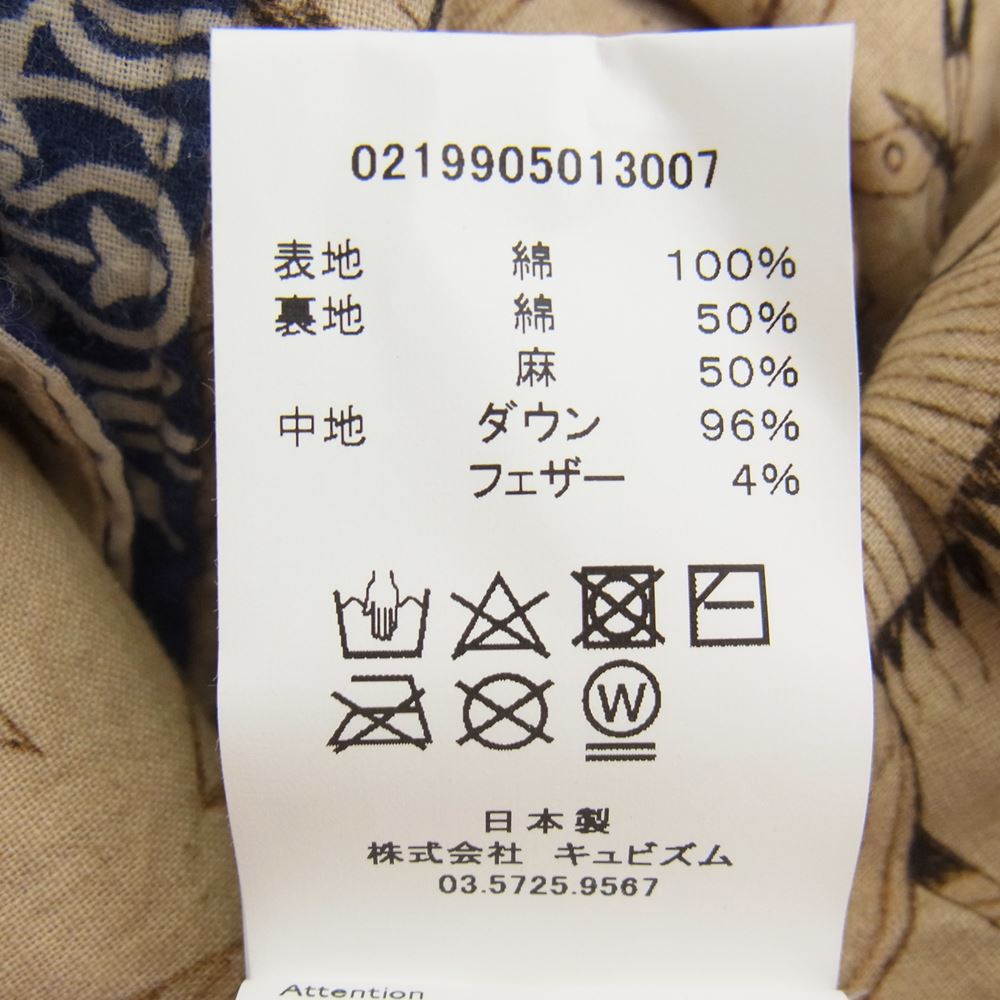 0219905013007
表地 綿 100%
裏地 綿 50%
麻 50%
中地 ダウン 96%
フェザー 4%
W
日本製
株式会社 キュビズム
03.5725.9567
Attention